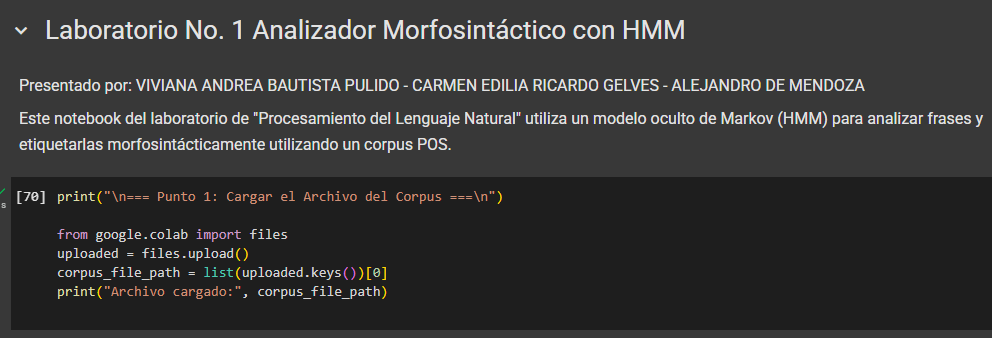 Laboratorio No. 1 Analizador Morfosintáctico con HMM
Presentado por: VIVIANA ANDREA BAUTISTA PULIDO - CARMEN EDILIA RICARDO GELVES - ALEJANDRO DE MENDOZA
Este notebook del laboratorio de "Procesamiento del Lenguaje Natural" utiliza un modelo oculto de Markov (HMM) para analizar frases y
etiquetarlas morfosintácticamente utilizando un corpus POS.
[70] print("\n=== Punto 1: Cargar el Archivo del Corpus ===\n")
s
from google.colab import files
uploaded = files.upload()
corpus_file_path = list(uploaded.keys())[0]
print("Archivo cargado:", corpus_file_path)